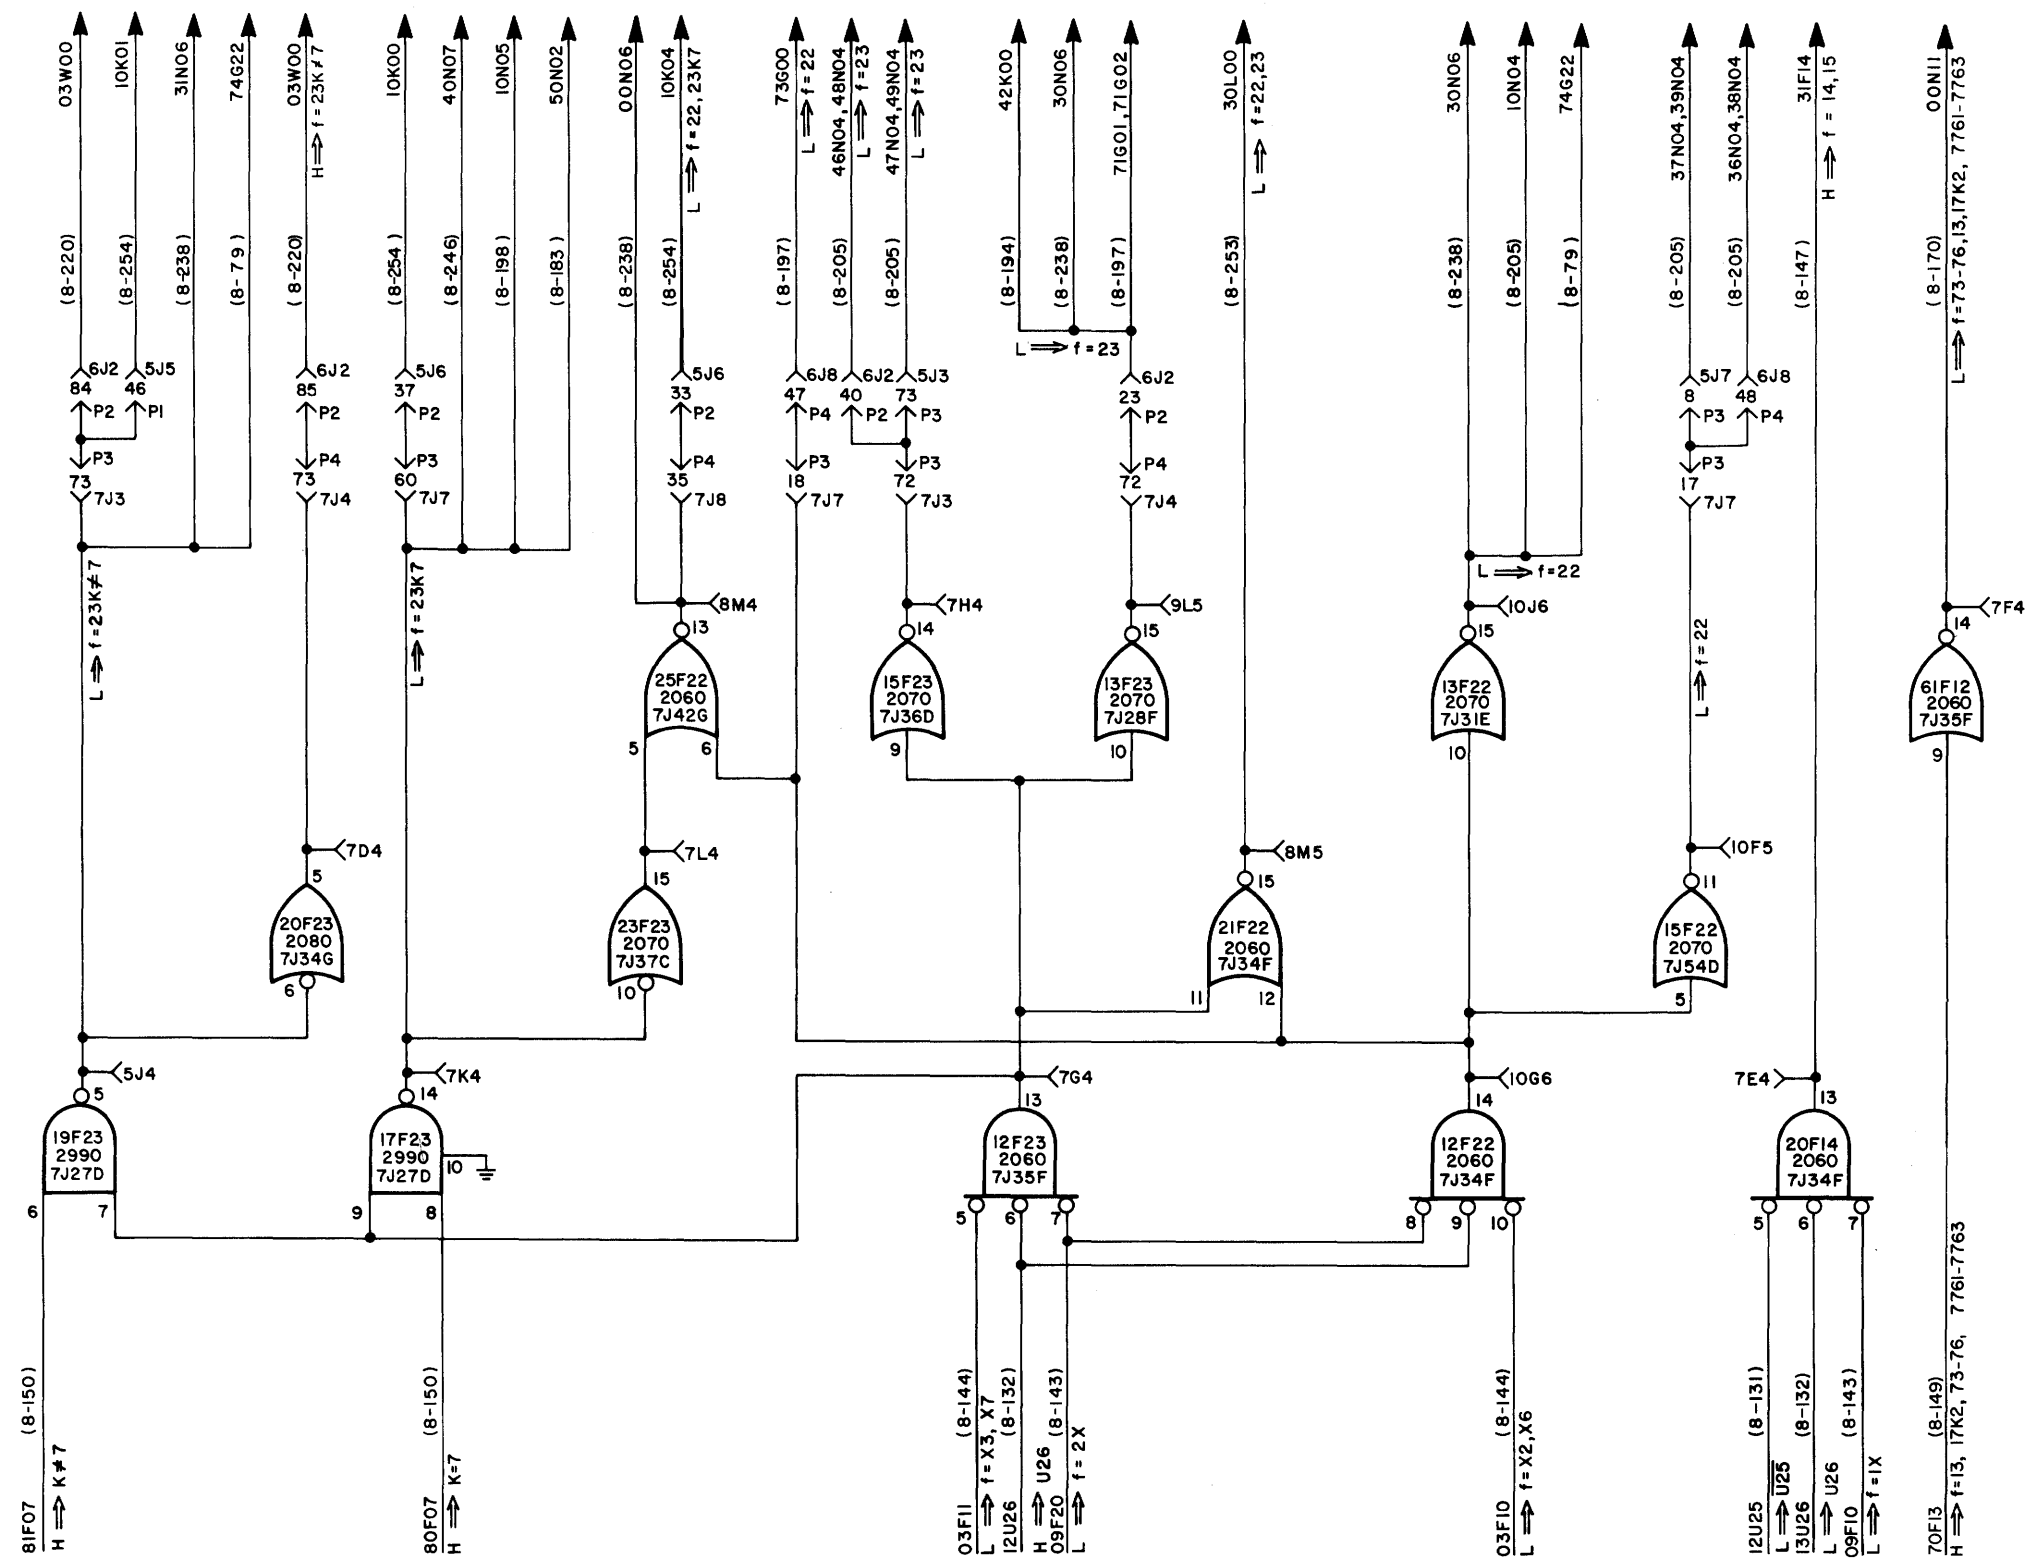 03W00
10K01
31N06
74G22
03W00
H ⟹ f=23K≠7
10K00
40N07
10N05
50N02
00N06
10K04
L ⟹ f=22,23K7
73G00
L ⟹ f=22
46N04,48N04
L ⟹ f=23
47N04,49N04
L ⟹ f=23
42K00
30N06
71G01,71G02
30L00
L ⟹ f=22,23
30N06
10N04
74G22
37N04,39N04
36N04,38N04
31F14
H ⟹ f=14,15
00N11
L ⟹ f=73-76,13,17K2, 7761-7763
(8-220)
(8-254)
(8-238)
(8-79)
(8-220)
(8-254)
(8-246)
(8-198)
(8-183)
(8-238)
(8-254)
(8-197)
(8-205)
(8-205)
(8-194)
(8-238)
(8-197)
(8-253)
(8-238)
(8-205)
(8-79)
(8-205)
(8-205)
(8-147)
(8-170)
L ⟹ f=23
6J2
84
P2
5J5
46
P1
P3
73
7J3
6J2
85
P2
P4
73
7J4
5J6
37
P2
P3
60
7J7
5J6
33
P2
P4
35
7J8
6J8
47
P4
P3
18
7J7
6J2
40
P2
5J3
73
P3
P3
72
7J3
6J2
23
P2
P4
72
7J4
5J7
8
P3
6J8
48
P4
P3
17
7J7
L ⟹ f=23K≠7
L ⟹ f=23K7
L ⟹ f=22
L ⟹ f=22
8M4
13
25F22
2060
7J42G
5
6
7H4
14
15F23
2070
7J36D
9
9L5
15
13F23
2070
7J28F
10
10J6
15
13F22
2070
7J31E
10
7F4
14
61F12
2060
7J35F
9
7D4
5
20F23
2080
7J34G
6
7L4
15
23F23
2070
7J37C
10
8M5
15
21F22
2060
7J34F
11
12
10F5
11
15F22
2070
7J54D
5
5J4
5
19F23
2990
7J27D
6
7
7K4
14
17F23
2990
7J27D
10
9
8
7G4
13
12F23
2060
7J35F
5
6
7
10G6
14
12F22
2060
7J34F
8
9
10
7E4
13
20F14
2060
7J34F
5
6
7
81F07
(8-150)
H ⟹ K≠7
80F07
(8-150)
H ⟹ K=7
03F11
(8-144)
L ⟹ f=X3, X7
12U26
(8-132)
H ⟹ U26
09F20
(8-143)
L ⟹ f=2X
03F10
(8-144)
L ⟹ f=X2,X6
12U25
(8-131)
L ⟹ U̅2̅5̅
13U26
(8-132)
L ⟹ U26
09F10
(8-143)
L ⟹ f=1X
70F13
(8-149)
H ⟹ f=13, 17K2, 73-76, 7761-7763